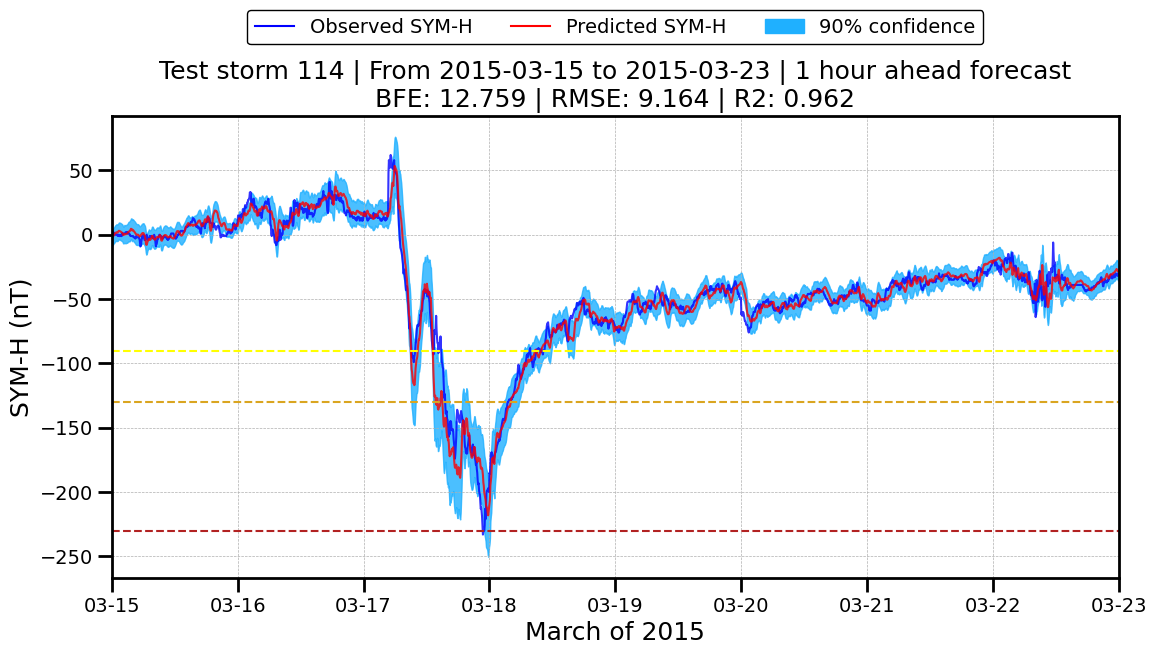 Observed SYM-H Predicted SYM-H 90% confidence
Test storm 114 | From 2015-03-15 to 2015-03-23 | 1 hour ahead forecast
BFE: 12.759 | RMSE: 9.164 | R2: 0.962
SYM-H (nT)
50
0
−50
−100
−150
−200
−250
03-15 03-16 03-17 03-18 03-19 03-20 03-21 03-22 03-23
March of 2015